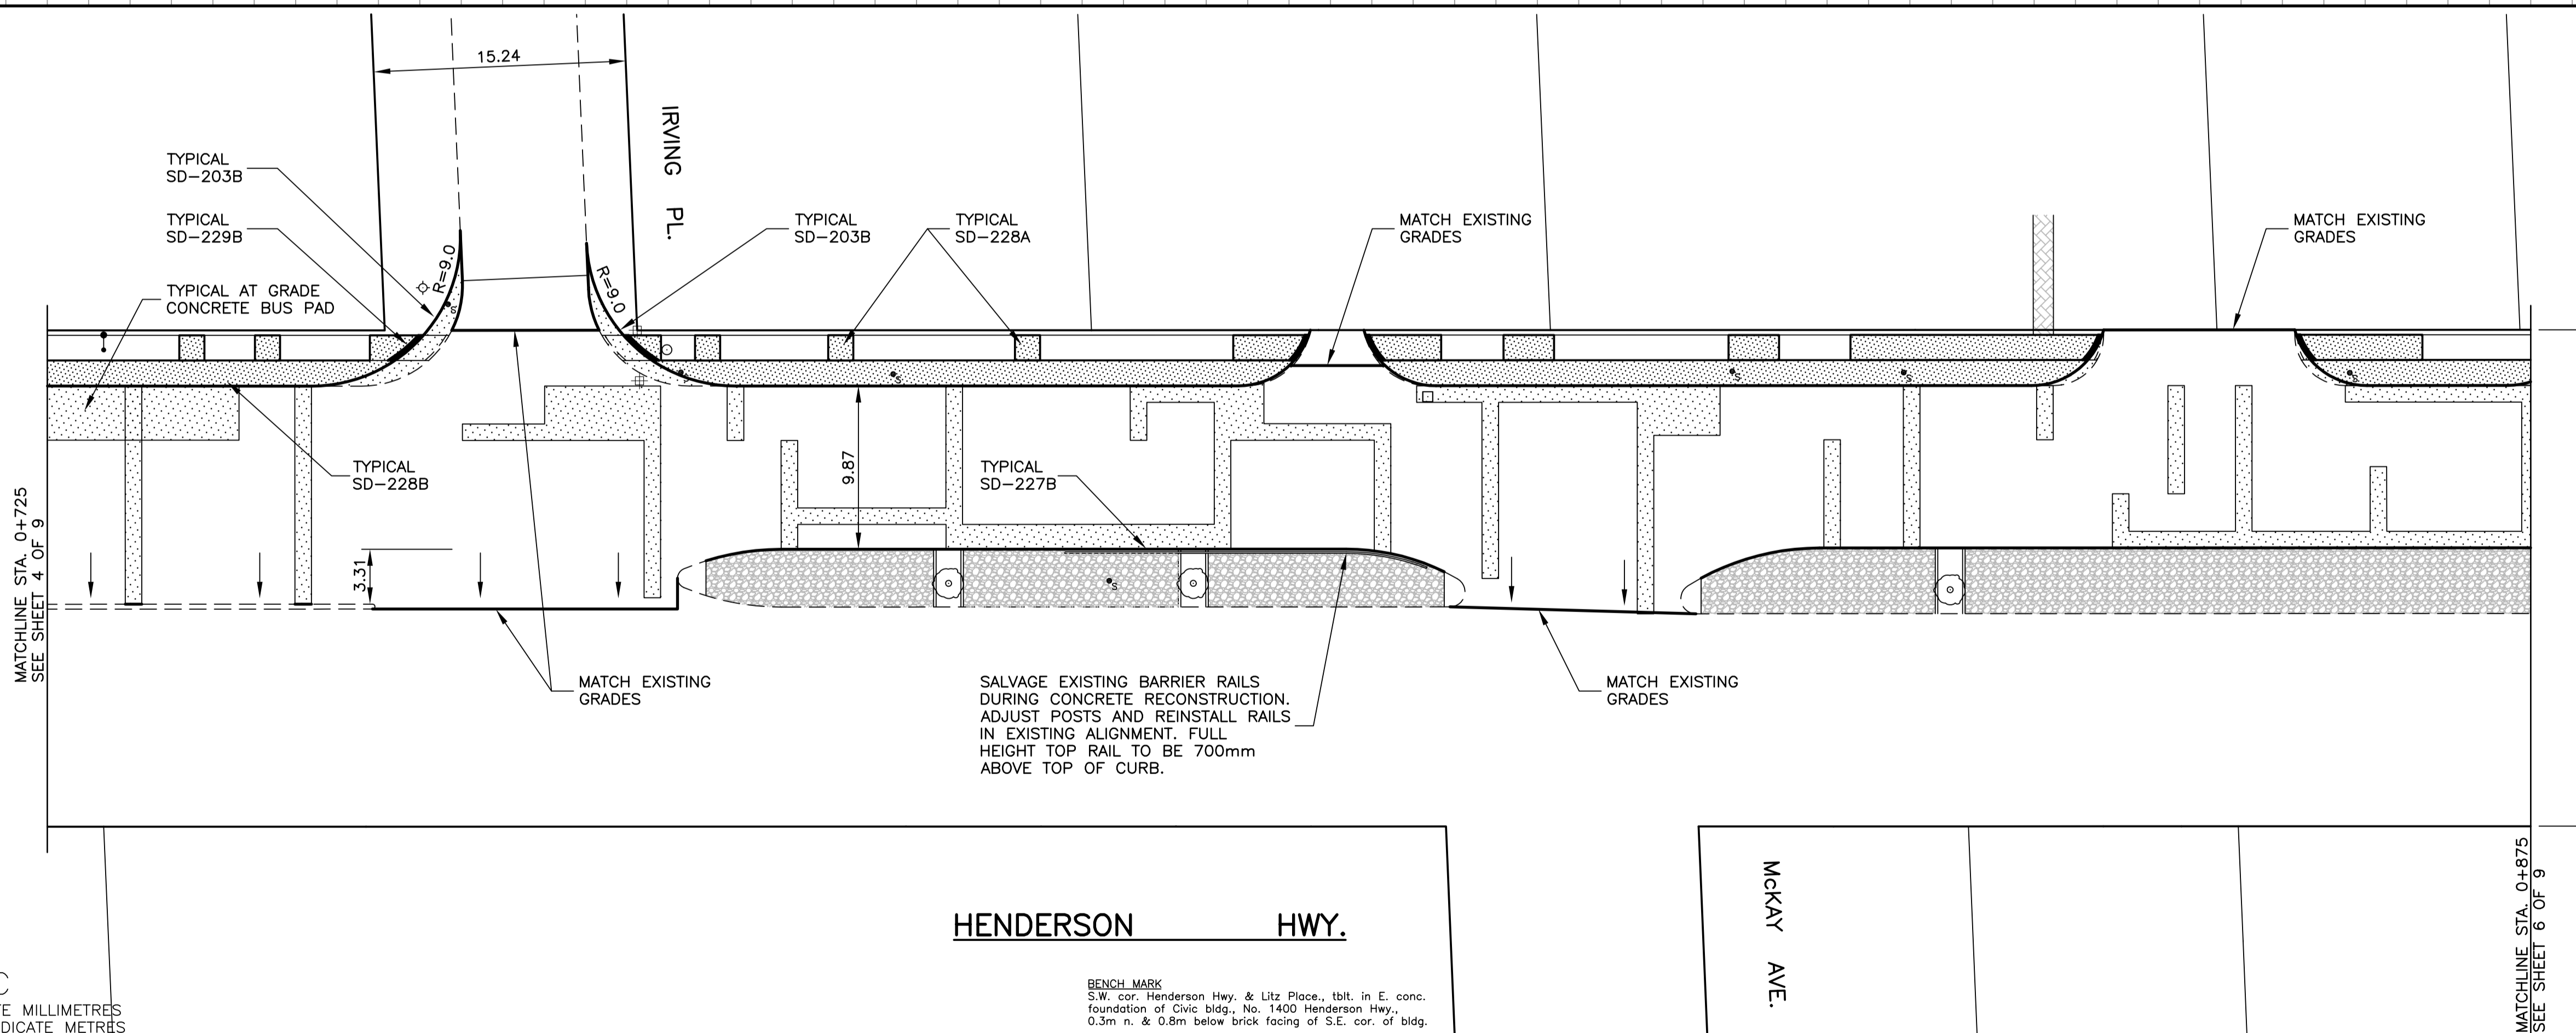 15.24
IRVING PL.
TYPICAL
SD-203B
TYPICAL
SD-229B
TYPICAL AT GRADE
CONCRETE BUS PAD
R=9.0
R=9.0
TYPICAL
SD-203B
TYPICAL
SD-228A
MATCH EXISTING
GRADES
MATCH EXISTING
GRADES
S
S
S
S
S
S
S
TYPICAL
SD-228B
9.87
TYPICAL
SD-227B
3.31
MATCHLINE STA. 0+725
SEE SHEET 4 OF 9
MATCH EXISTING
GRADES
SALVAGE EXISTING BARRIER RAILS
DURING CONCRETE RECONSTRUCTION.
ADJUST POSTS AND REINSTALL RAILS
IN EXISTING ALIGNMENT. FULL
HEIGHT TOP RAIL TO BE 700mm
ABOVE TOP OF CURB.
MATCH EXISTING
GRADES
HENDERSON HWY.
McKAY AVE.
MATCHLINE STA. 0+875
SEE SHEET 6 OF 9
BENCH MARK
S.W. cor. Henderson Hwy. & Litz Place., tblt. in E. conc.
foundation of Civic bldg., No. 1400 Henderson Hwy.,
0.3m n. & 0.8m below brick facing of S.E. cor. of bldg.
MILLIMETRES
METRES